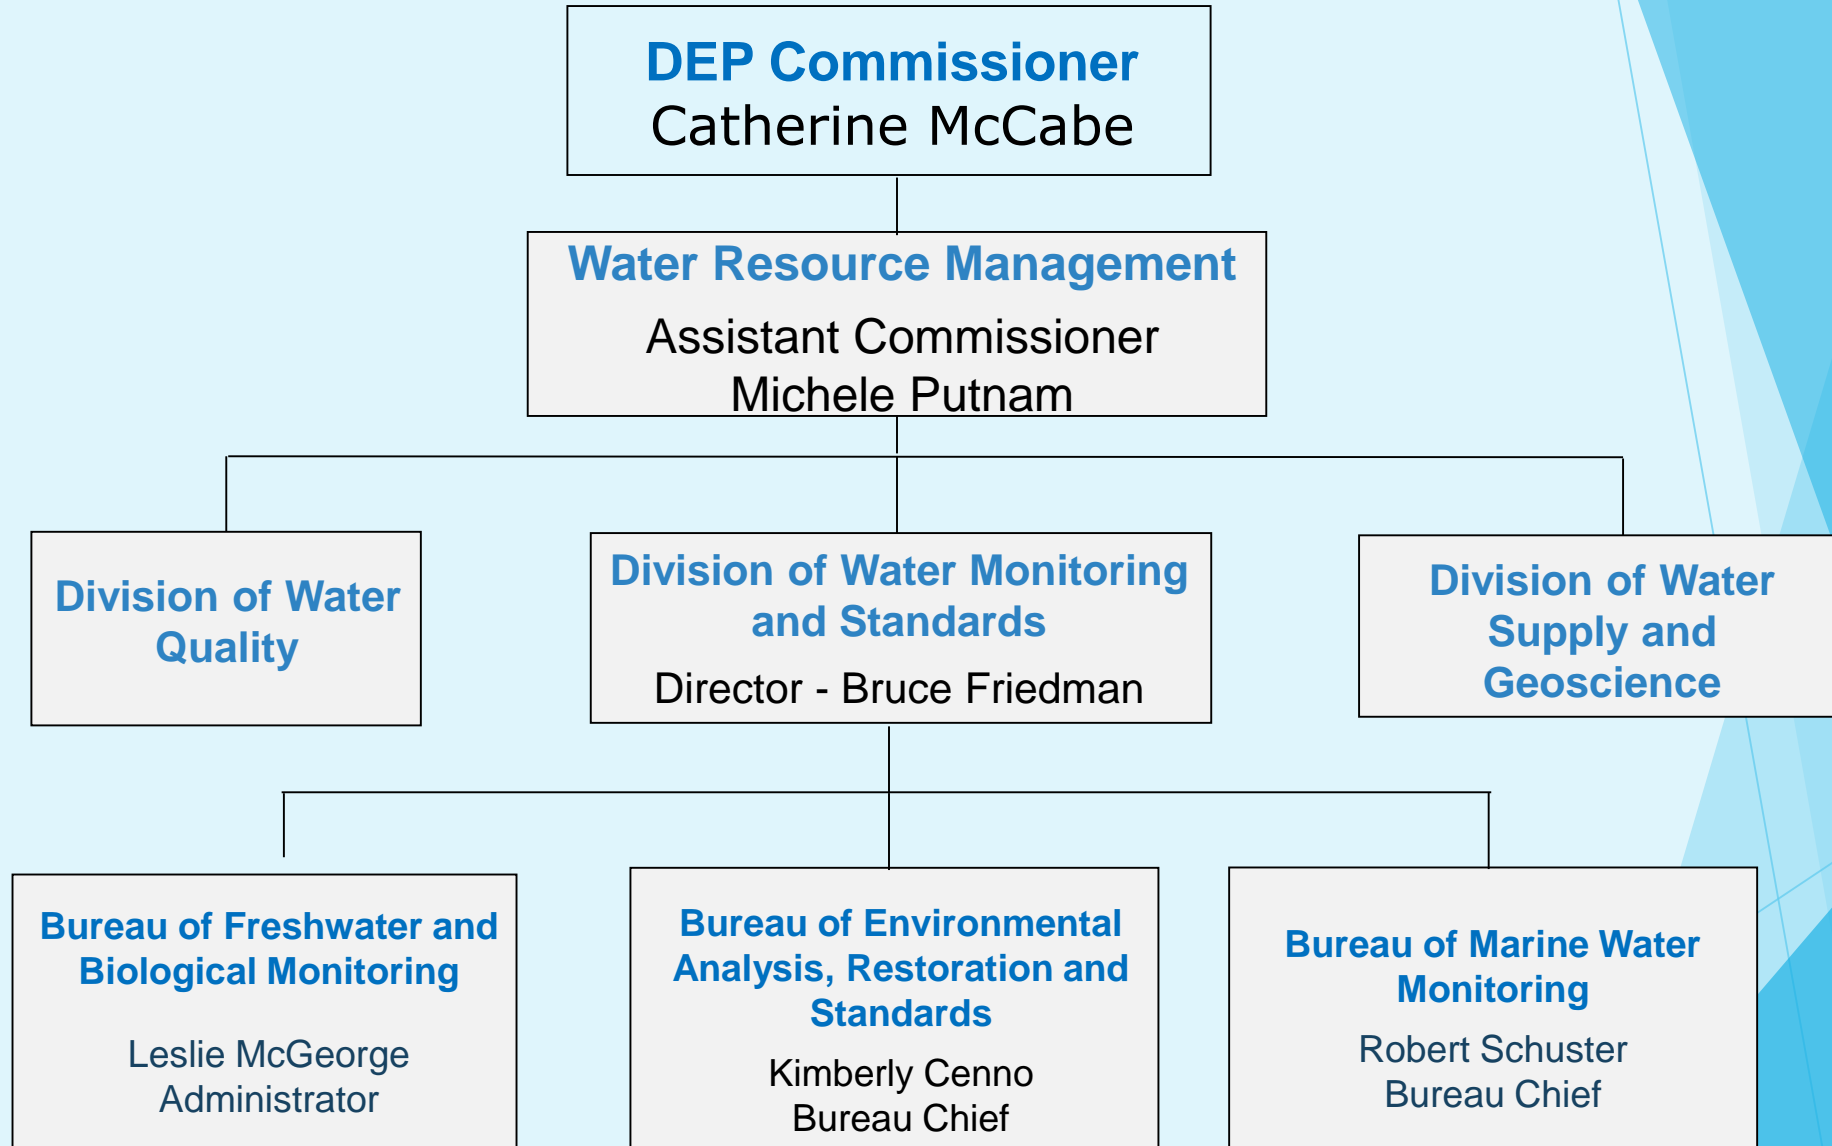 DEP Commissioner
Catherine McCabe
Water Resource Management
Assistant Commissioner
Michele Putnam
Division of Water
Quality
Division of Water Monitoring
and Standards
Director - Bruce Friedman
Division of Water
Supply and
Geoscience
Bureau of Freshwater and
Biological Monitoring
Leslie McGeorge
Administrator
Bureau of Environmental
Analysis, Restoration and
Standards
Kimberly Cenno
Bureau Chief
Bureau of Marine Water
Monitoring
Robert Schuster
Bureau Chief